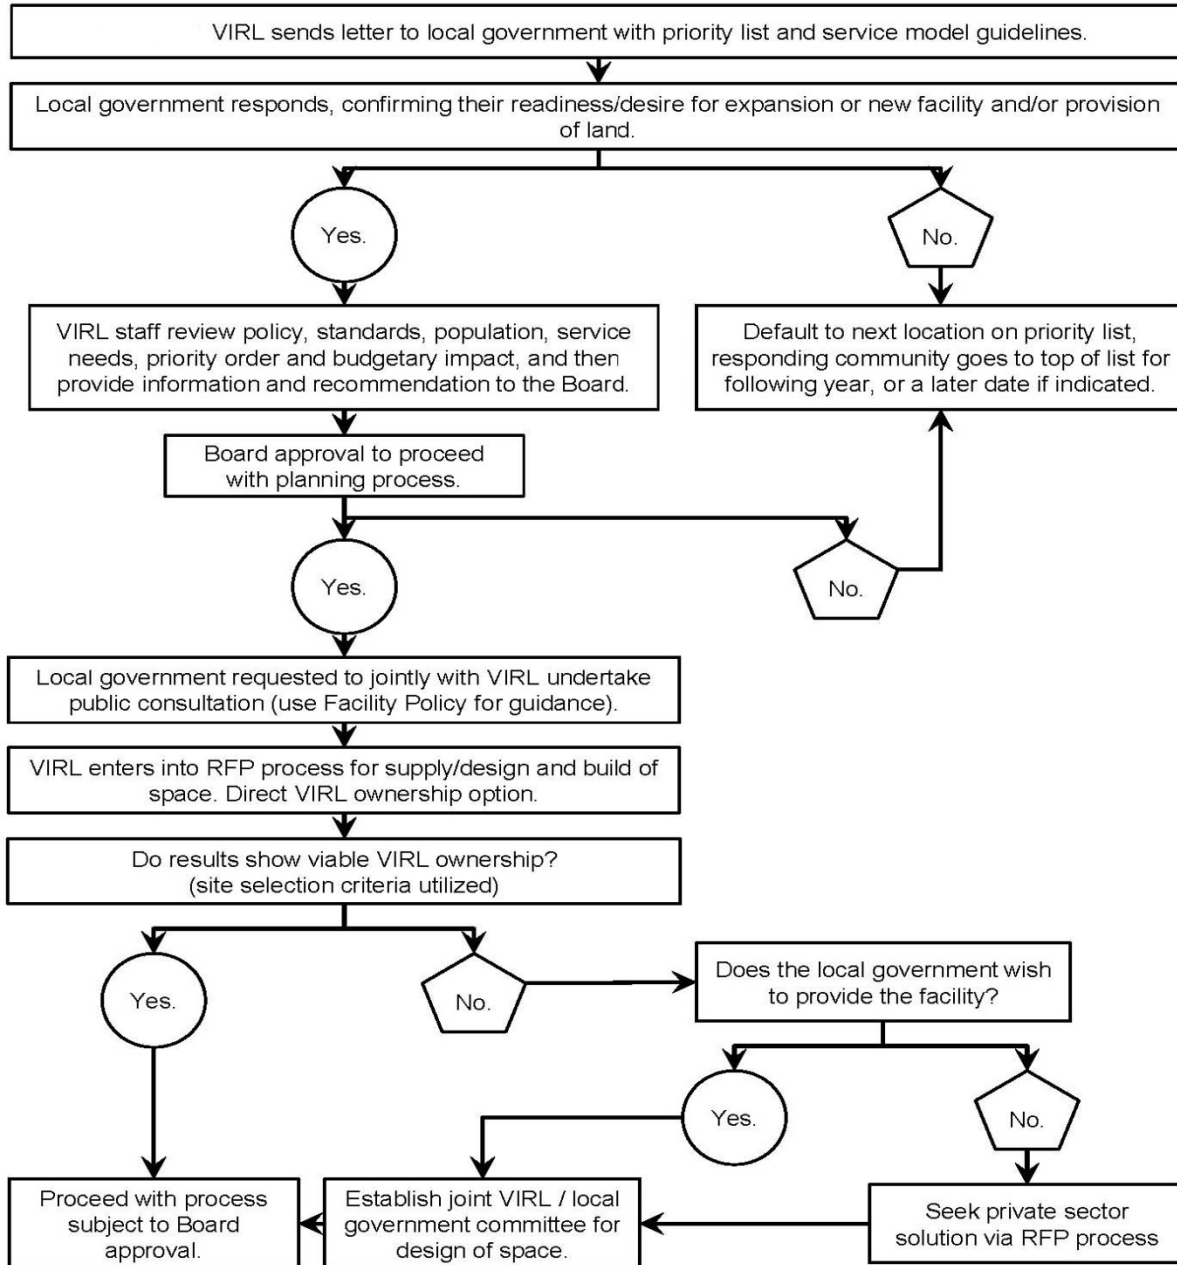 VIRL sends letter to local government with priority list and service model guidelines.
Local government responds, confirming their readiness/desire for expansion or new facility and/or provision
of land.
Yes.
No.
VIRL staff review policy, standards, population, service
needs, priority order and budgetary impact, and then
provide information and recommendation to the Board.
Default to next location on priority list,
responding community goes to top of list for
following year, or a later date if indicated.
Board approval to proceed
with planning process.
Yes.
No.
Local government requested to jointly with VIRL undertake
public consultation (use Facility Policy for guidance).
VIRL enters into RFP process for supply/design and build of
space. Direct VIRL ownership option.
Do results show viable VIRL ownership?
(site selection criteria utilized)
Yes.
No.
Does the local government wish
to provide the facility?
Yes.
No.
Proceed with process
subject to Board
approval.
Establish joint VIRL / local
government committee for
design of space.
Seek private sector
solution via RFP process